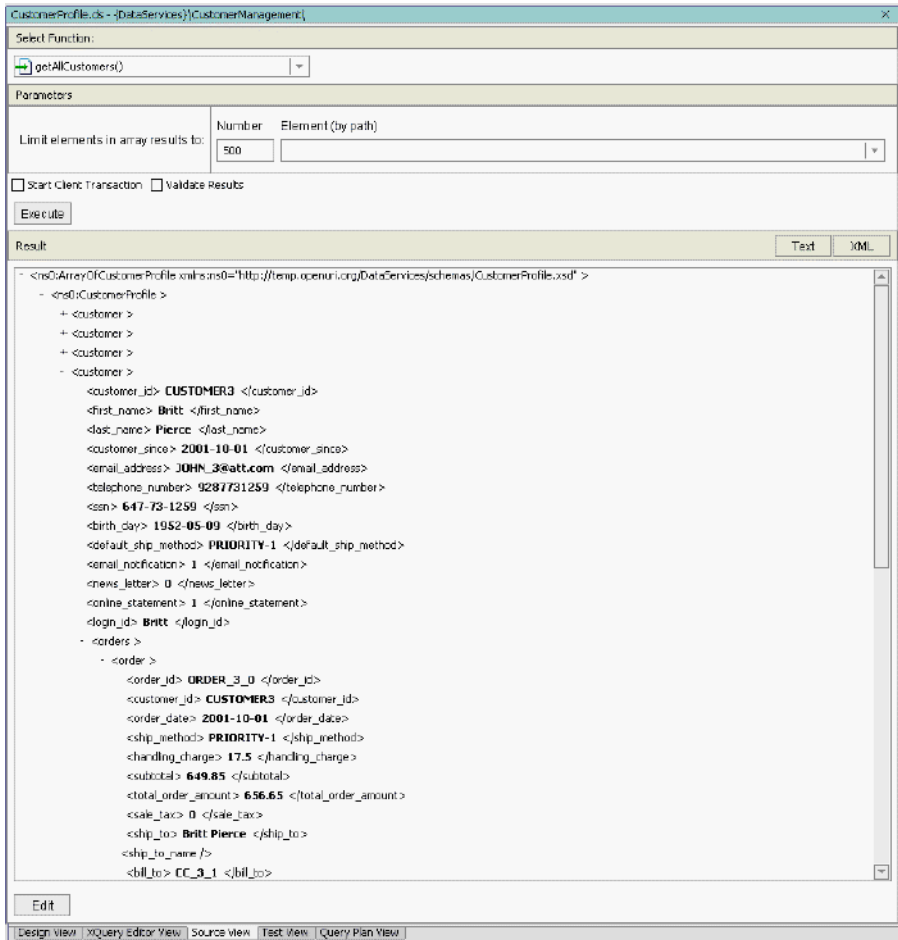 CustomerProfile.ds - {DataServices}\CustomerManagement\
Select Function:
getAllCustomers()
Parameters
Limit elements in array results to:
Number Element (by path)
500
Start Client Transaction Validate Results
Execute
Result Text XML
- <ns0:ArrayOfCustomerProfile xmlns:ns0="http://temp.openuri.org/DataServices/schemas/CustomerProfile.xsd" >
- <ns0:CustomerProfile >
+ <customer >
+ <customer >
+ <customer >
- <customer >
<customer_id> CUSTOMER3 </customer_id>
<first_name> Britt </first_name>
<last_name> Pierce </last_name>
<customer_since> 2001-10-01 </customer_since>
<email_address> JOHN_3@att.com </email_address>
<telephone_number> 9287731259 </telephone_number>
<ssn> 647-73-1259 </ssn>
<birth_day> 1952-05-09 </birth_day>
<default_ship_method> PRIORITY-1 </default_ship_method>
<email_notification> 1 </email_notification>
<news_letter> 0 </news_letter>
<online_statement> 1 </online_statement>
<login_id> Britt </login_id>
- <orders >
- <order >
<order_id> ORDER_3_0 </order_id>
<customer_id> CUSTOMER3 </customer_id>
<order_date> 2001-10-01 </order_date>
<ship_method> PRIORITY-1 </ship_method>
<handling_charge> 17.5 </handling_charge>
<subtotal> 649.85 </subtotal>
<total_order_amount> 656.65 </total_order_amount>
<sale_tax> 0 </sale_tax>
<ship_to> Britt Pierce </ship_to>
<ship_to_name />
<bill_to> CC_3_1 </bill_to>
Edit
Design View XQuery Editor View Source View Test View Query Plan View